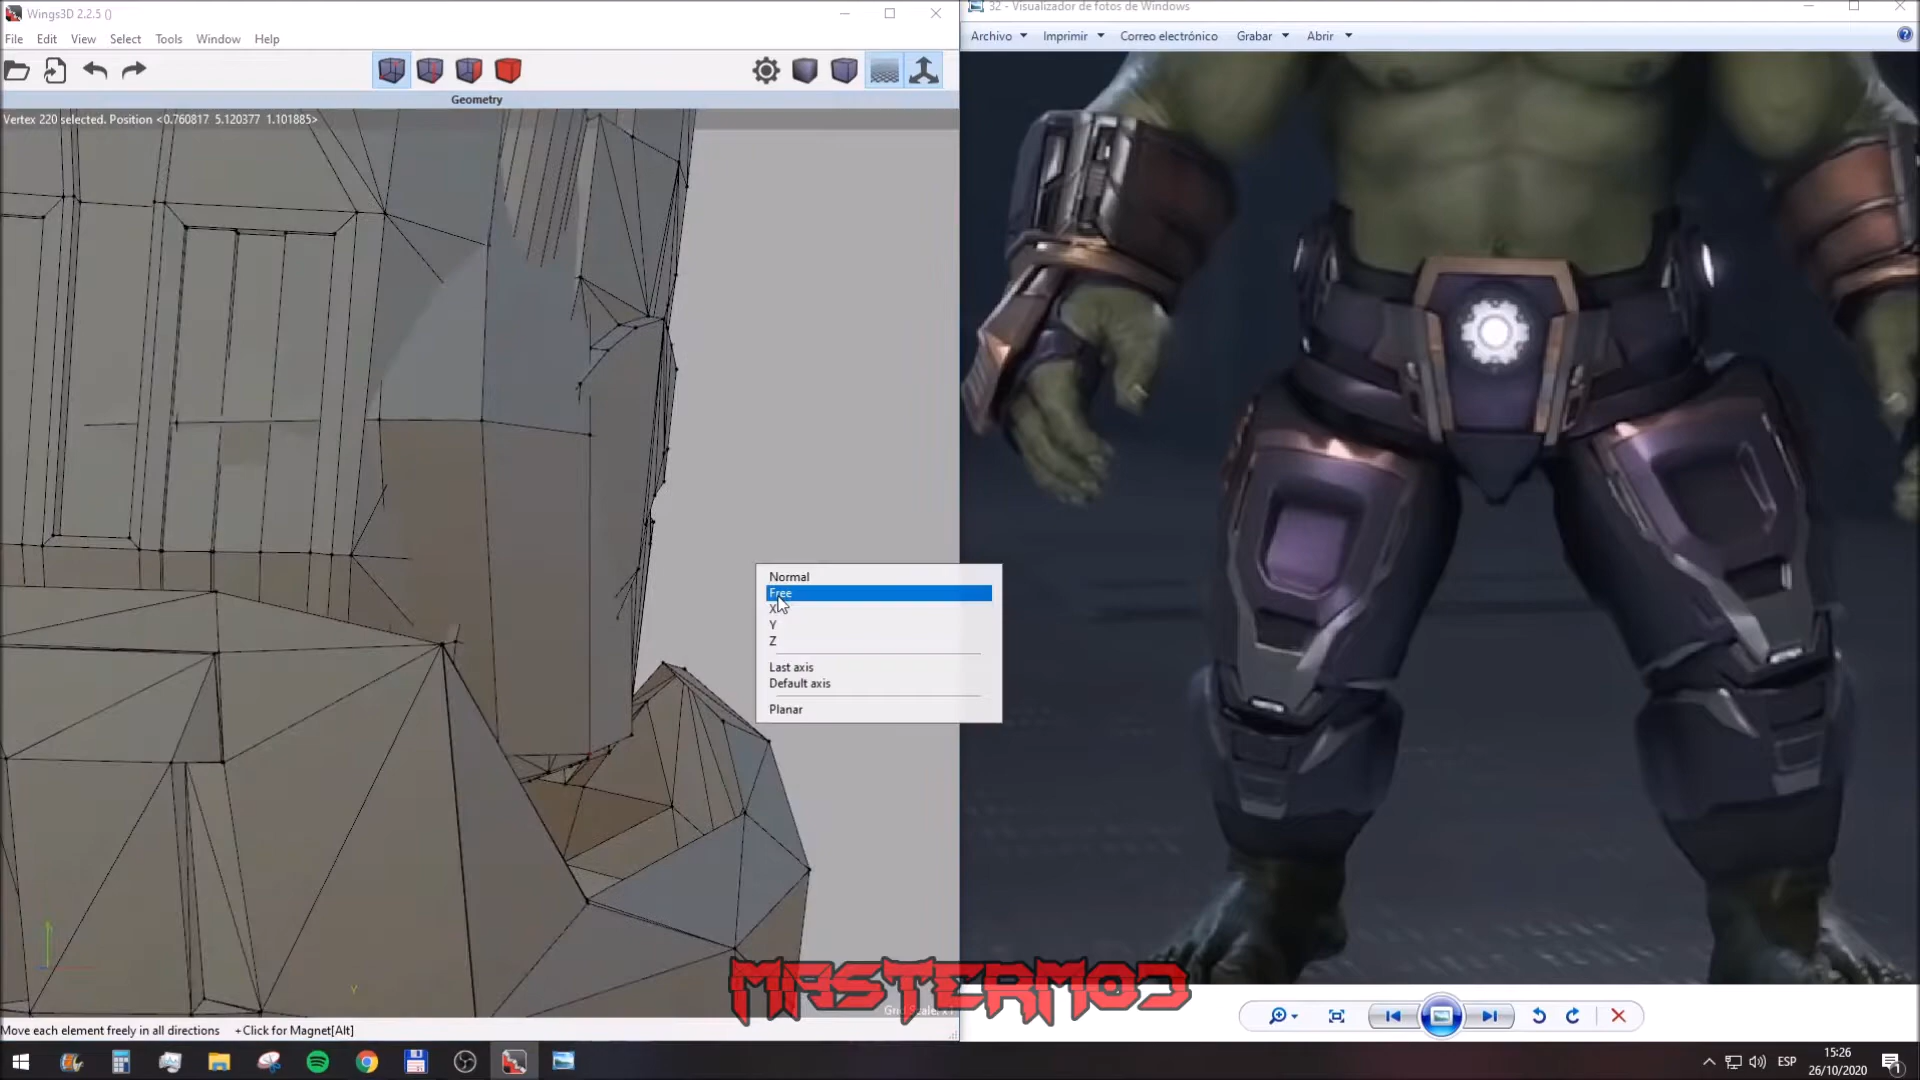 Wings3D 2.2.5 ()
File Edit View Select Tools Window Help
Geometry
Vertex 220 selected. Position <0.760817 5.120377 1.101885>
Normal
Free
X
Y
Z
Last axis
Default axis
Planar
Y
Move each element freely in all directions +Click for Magnet[Alt]
32 - Visualizador de fotos de Windows
Archivo Imprimir Correo electrónico Grabar Abrir
MASTERMOD
ESP
15:26
26/10/2020
1